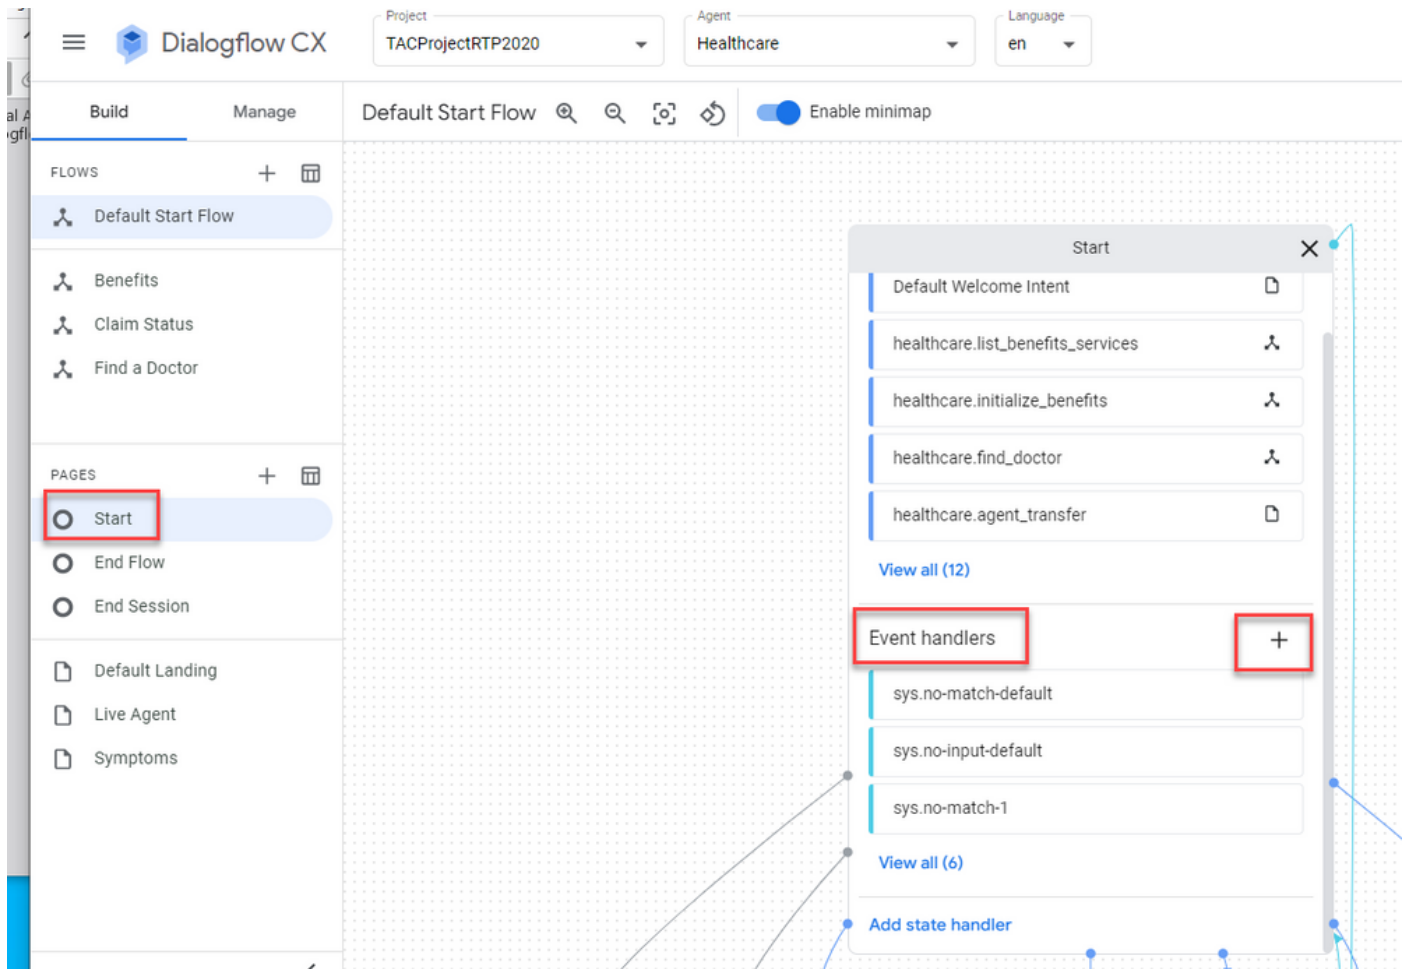 Project
Agent
Language
Dialogflow CX
TACProjectRTP2020
Healthcare
en
Build
Manage
Default Start Flow
Enable minimap
FLOWS
Default Start Flow
Benefits
Claim Status
Find a Doctor
PAGES
Start
End Flow
End Session
Default Landing
Live Agent
Symptoms
Start
Default Welcome Intent
healthcare.list_benefits_services
healthcare.initialize_benefits
healthcare.find_doctor
healthcare.agent_transfer
View all (12)
Event handlers
sys.no-match-default
sys.no-input-default
sys.no-match-1
View all (6)
Add state handler